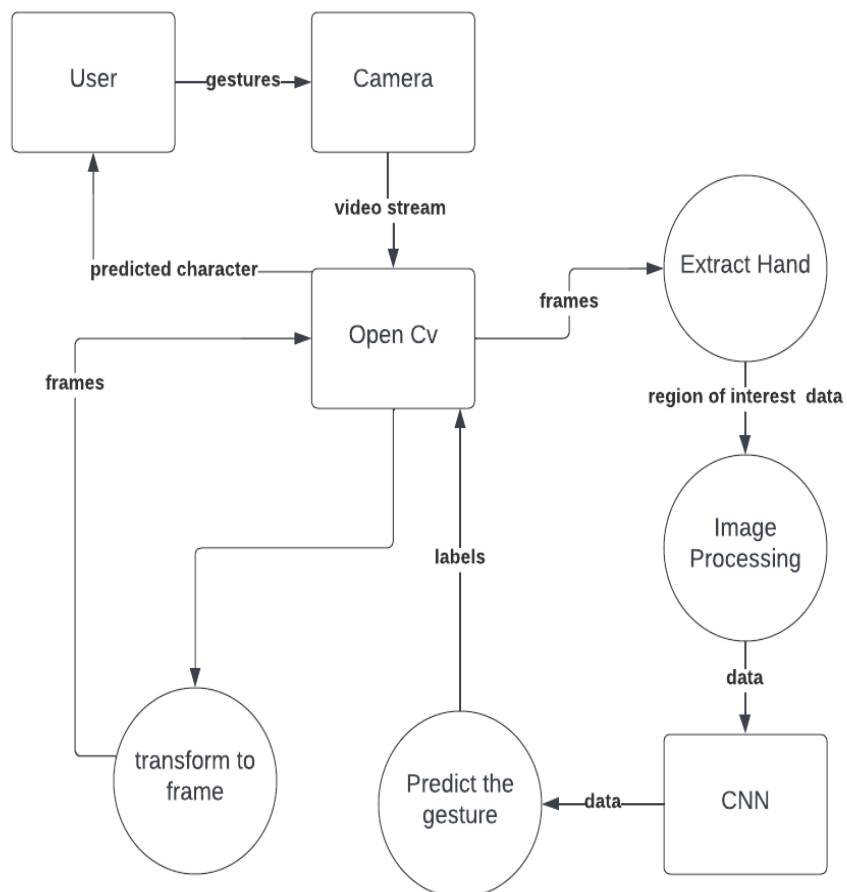 User
gestures
Camera
video stream
predicted character
Extract Hand
frames
Open Cv
frames
region of interest  data
Image
Processing
labels
data
transform to
frame
Predict the
gesture
data
CNN